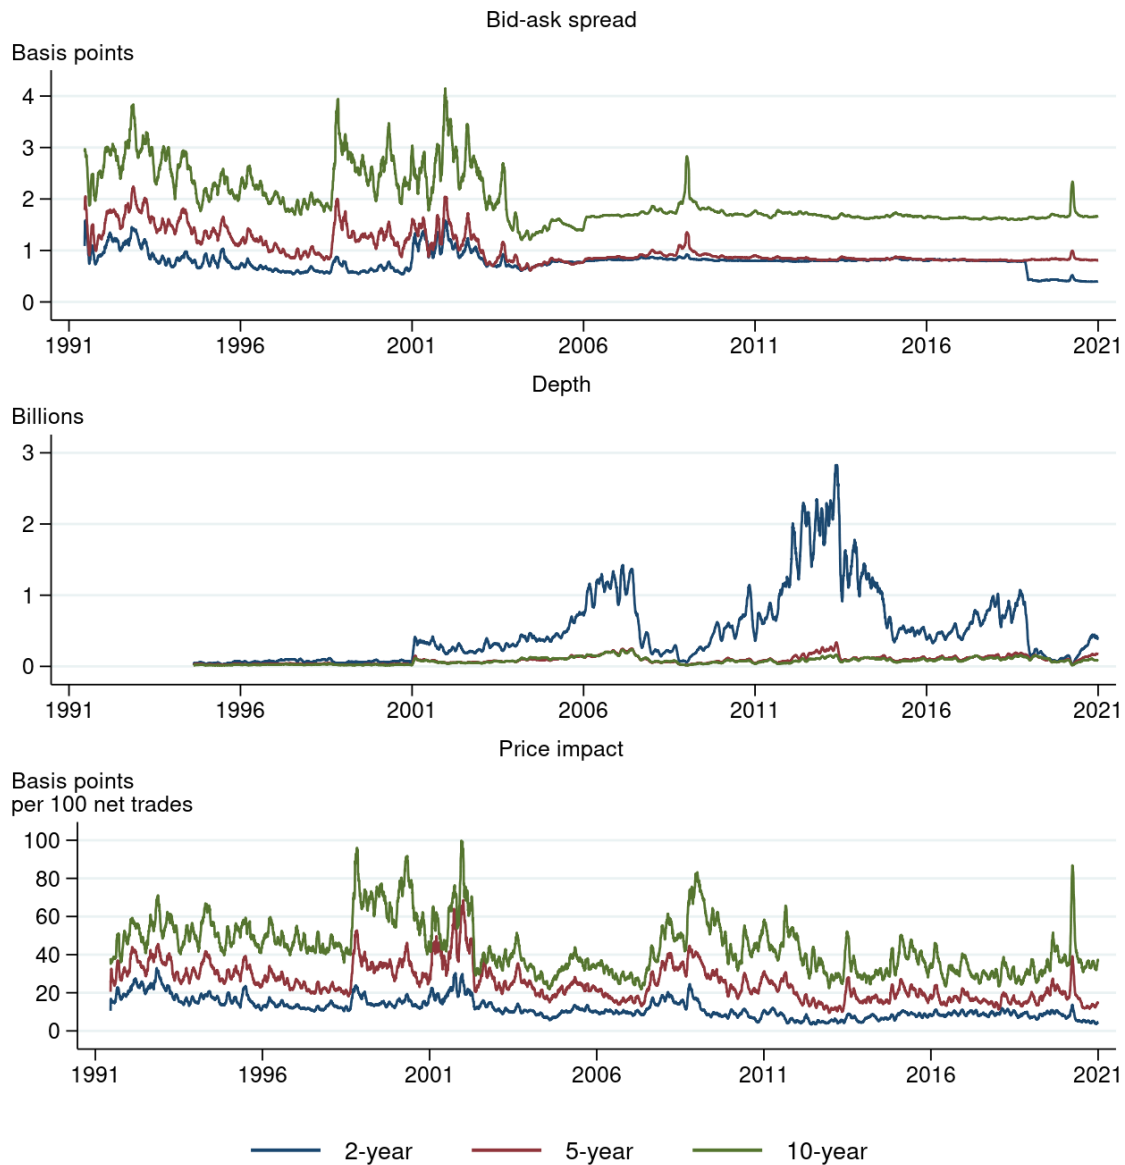 Bid-ask spread
Basis points
4
3
2
1
0
1991 1996 2001 2006 2011 2016 2021
Depth
Billions
3
2
1
0
1991 1996 2001 2006 2011 2016 2021
Price impact
Basis points
per 100 net trades
100
80
60
40
20
0
1991 1996 2001 2006 2011 2016 2021
2-year 5-year 10-year